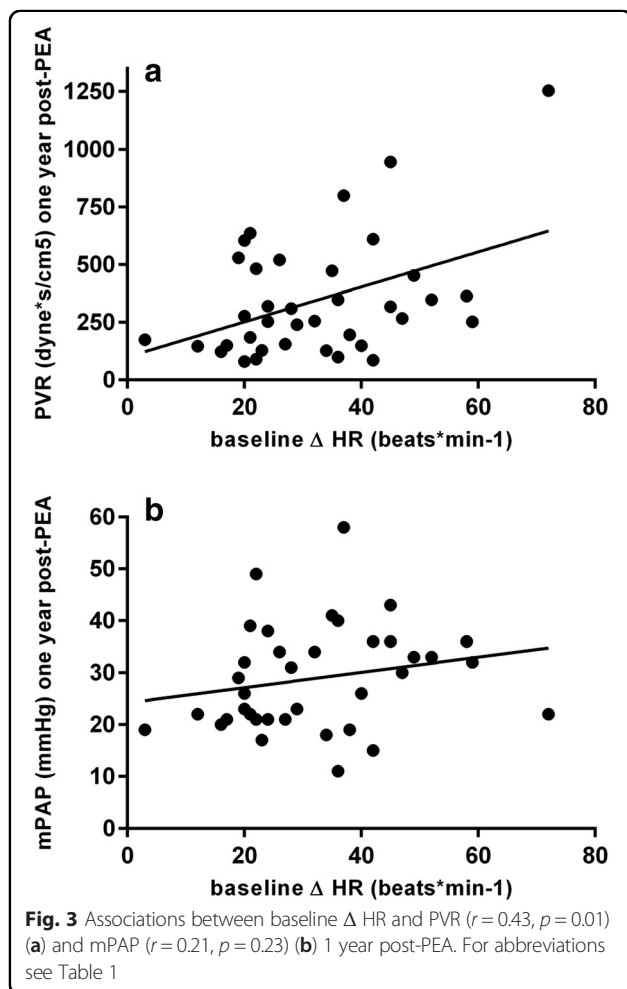 a
PVR (dyne*s/cm5) one year post-PEA
1250
1000
750
500
250
0
0 20 40 60 80
baseline Δ HR (beats*min-1)
b
mPAP (mmHg) one year post-PEA
60
50
40
30
20
10
0
0 20 40 60 80
baseline Δ HR (beats*min-1)
Fig. 3 Associations between baseline Δ HR and PVR (r = 0.43, p = 0.01)
(a) and mPAP (r = 0.21, p = 0.23) (b) 1 year post-PEA. For abbreviations
see Table 1